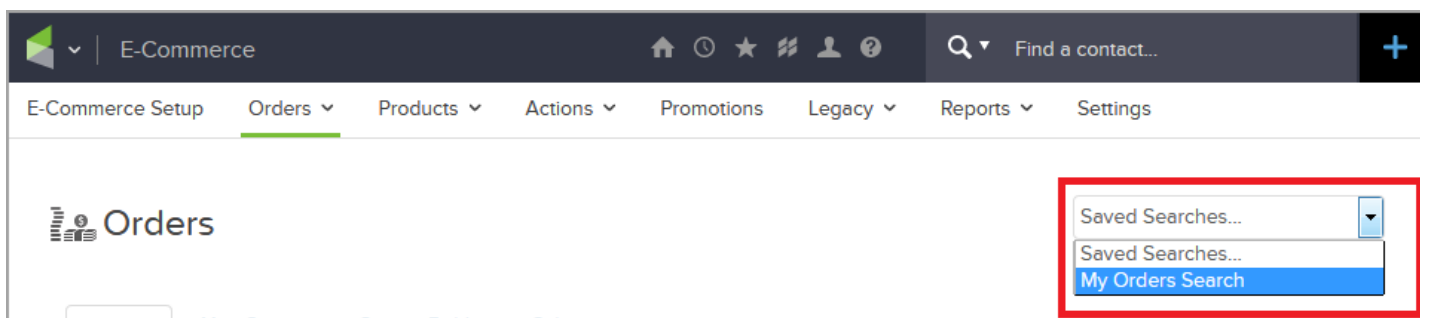 E-Commerce
Find a contact...
E-Commerce Setup Orders Products Actions Promotions Legacy Reports Settings
Orders
Saved Searches...
Saved Searches...
My Orders Search